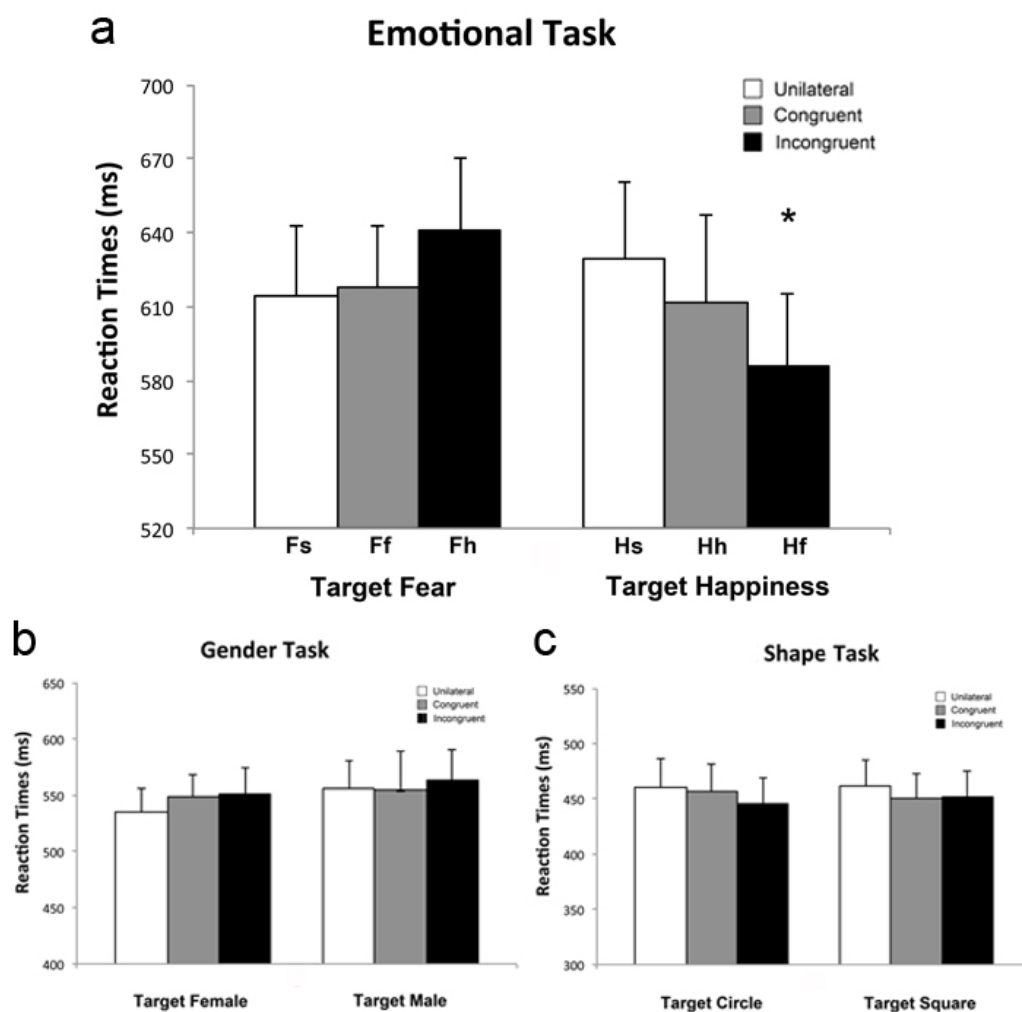 a
Emotional Task
Unilateral
Congruent
Incongruent
*
Reaction Times (ms)
700
670
640
610
580
550
520
Fs Ff Fh Hs Hh Hf
Target Fear Target Happiness
b
Gender Task
Unilateral
Congruent
Incongruent
Reaction Times (ms)
650
600
550
500
450
400
Target Female Target Male
c
Shape Task
Unilateral
Congruent
Incongruent
Reaction Times (ms)
550
500
450
400
350
300
Target Circle Target Square